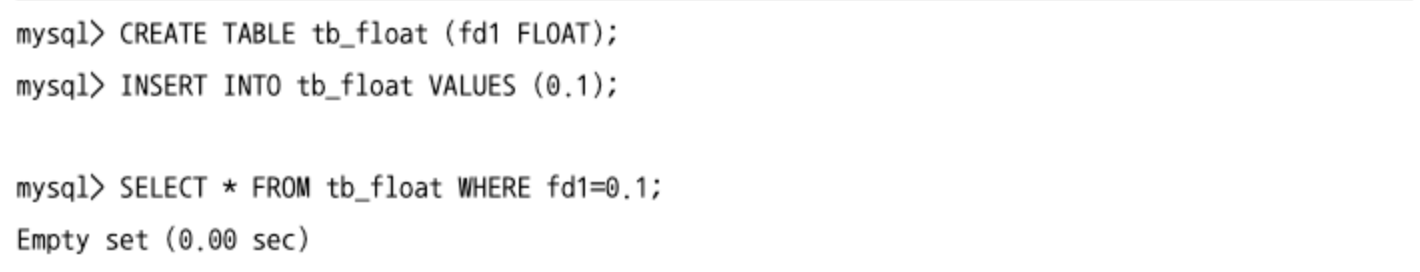 mysql> CREATE TABLE tb_float (fd1 FLOAT);
mysql> INSERT INTO tb_float VALUES (0.1);
mysql> SELECT * FROM tb_float WHERE fd1=0.1;
Empty set (0.00 sec)